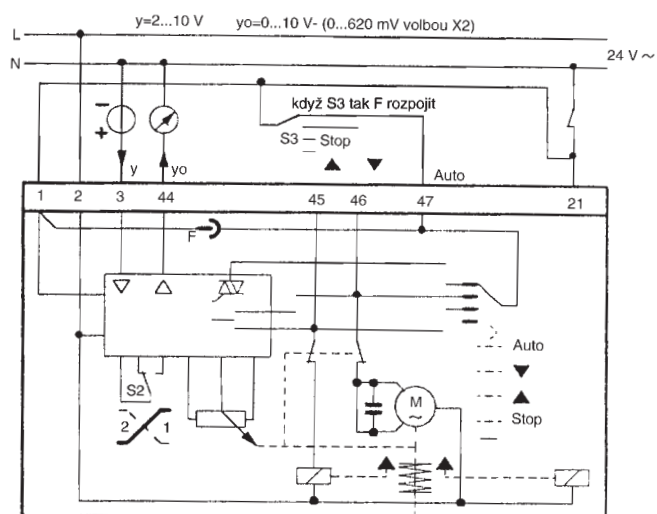 y=2...10 V yo=0...10 V- (0...620 mV volbou X2)
L
N
24 V ~
když S3 tak F rozpojit
−
+
S3
Stop
y
yo
Auto
1 2 3 44 45 46 47 21
F
S2
2 1
M
~
Auto
Stop